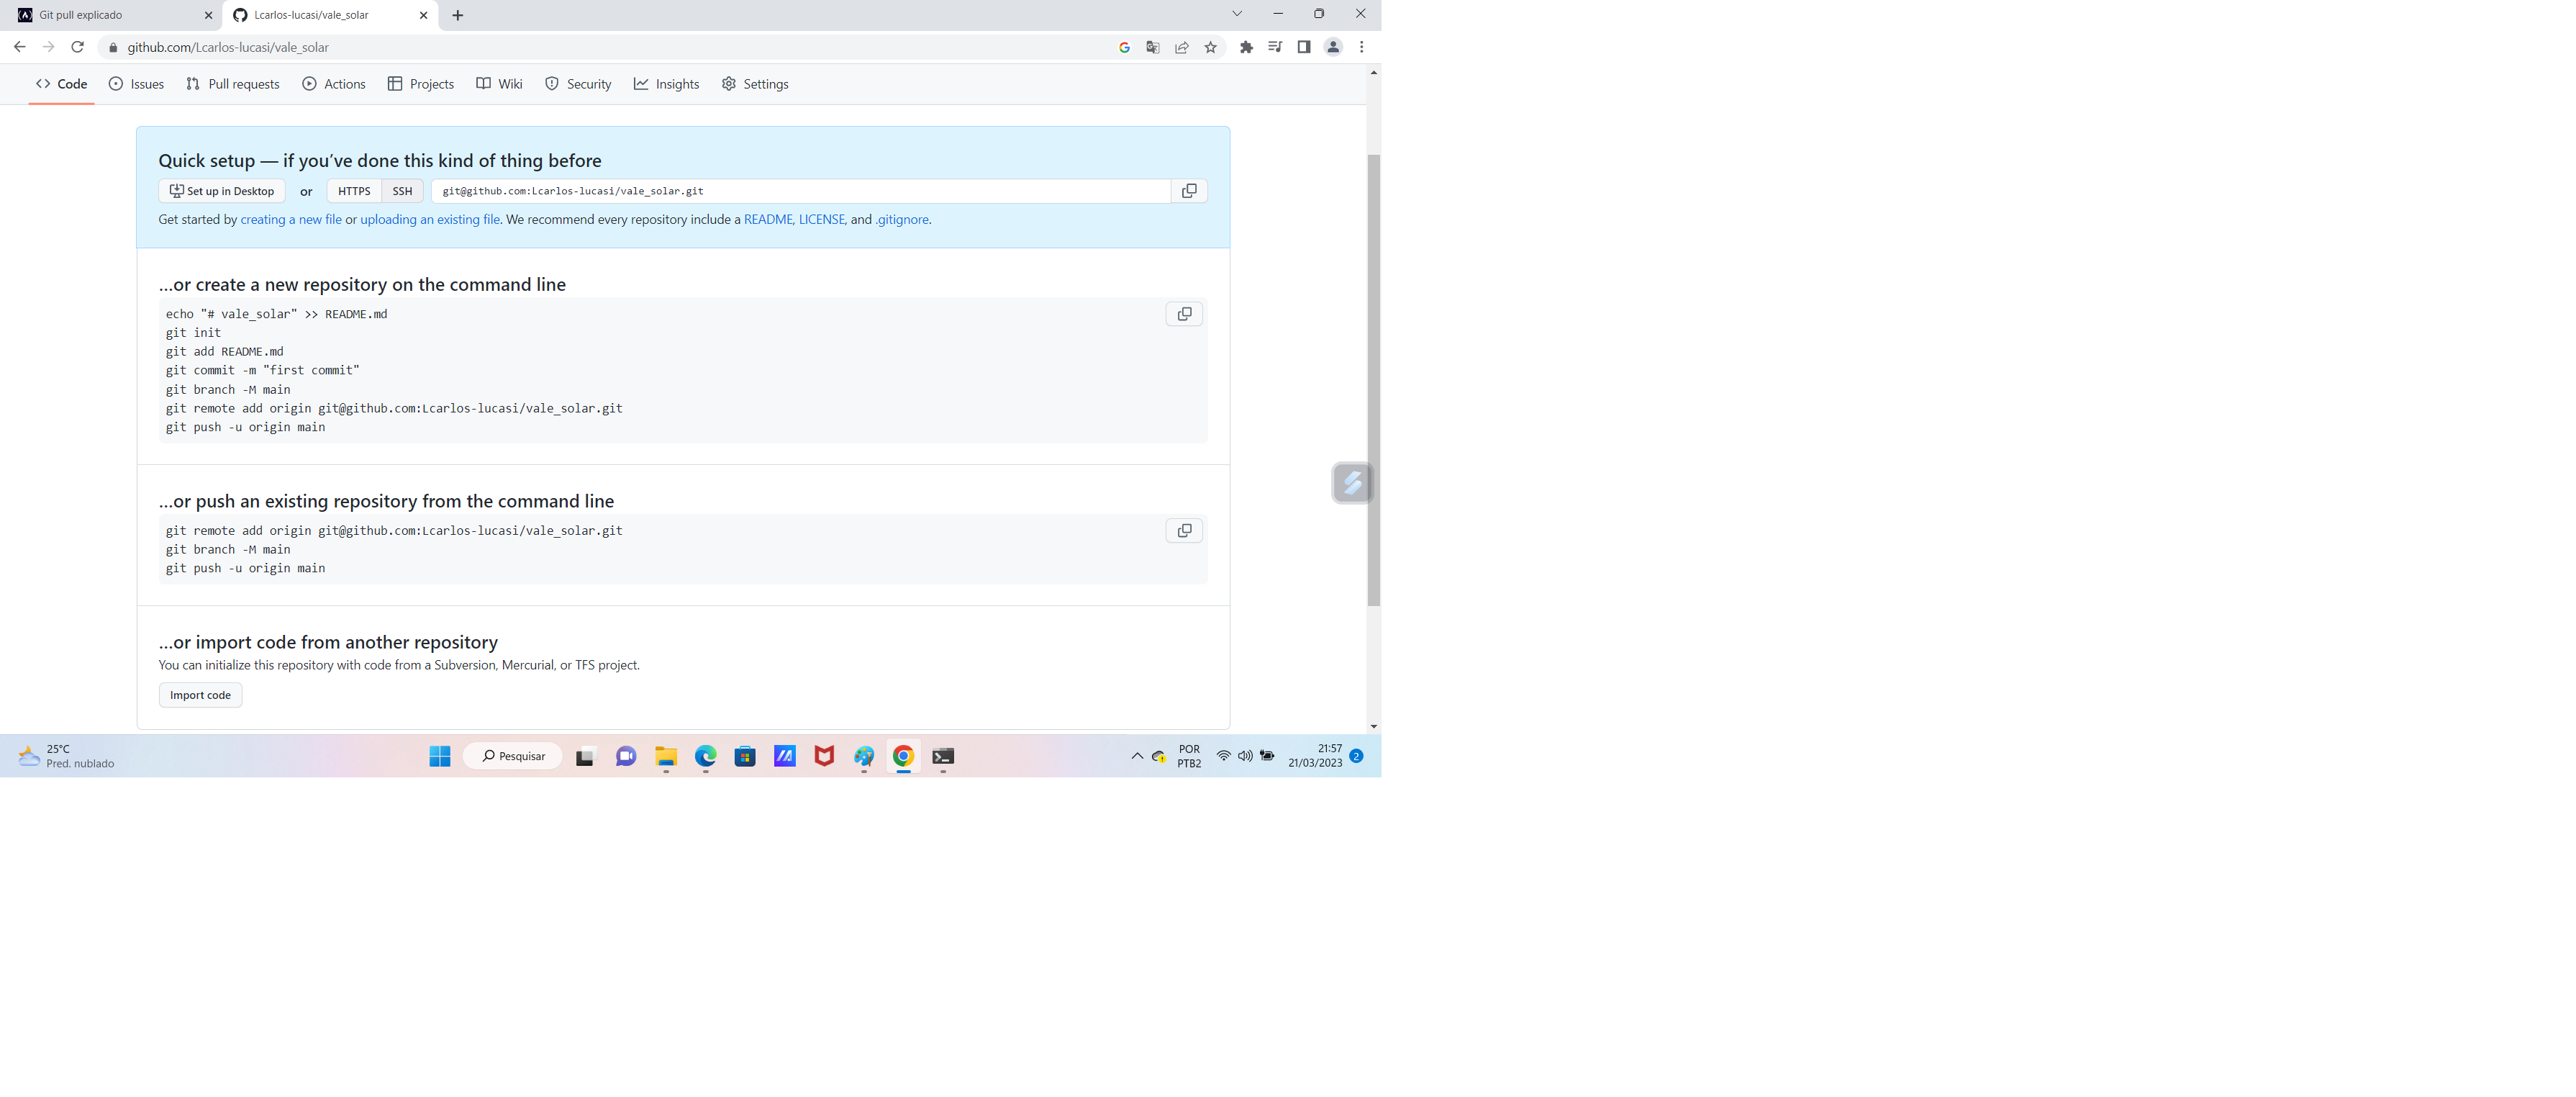 Git pull explicado
Lcarlos-lucasi/vale_solar
github.com/Lcarlos-lucasi/vale_solar
Code Issues Pull requests Actions Projects Wiki Security Insights Settings
Quick setup — if you've done this kind of thing before
Set up in Desktop or HTTPS SSH git@github.com:Lcarlos-lucasi/vale_solar.git
Get started by creating a new file or uploading an existing file. We recommend every repository include a README, LICENSE, and .gitignore.
...or create a new repository on the command line
echo "# vale_solar" >> README.md
git init
git add README.md
git commit -m "first commit"
git branch -M main
git remote add origin git@github.com:Lcarlos-lucasi/vale_solar.git
git push -u origin main
...or push an existing repository from the command line
git remote add origin git@github.com:Lcarlos-lucasi/vale_solar.git
git branch -M main
git push -u origin main
...or import code from another repository
You can initialize this repository with code from a Subversion, Mercurial, or TFS project.
Import code
25°C
Pred. nublado
Pesquisar
POR
PTB2
21:57
21/03/2023
2